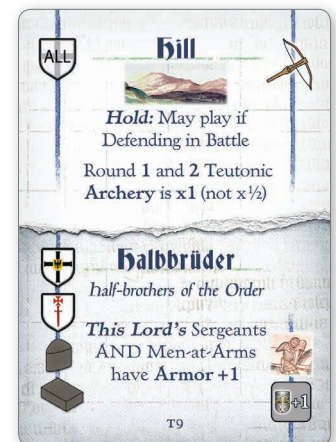 ALL
Hill
Hold: May play if
Defending in Battle
Round 1 and 2 Teutonic
Archery is x1 (not x½)
Halbbrüder
half-brothers of the Order
This Lord's Sergeants
AND Men-at-Arms
have Armor +1
+1
T9